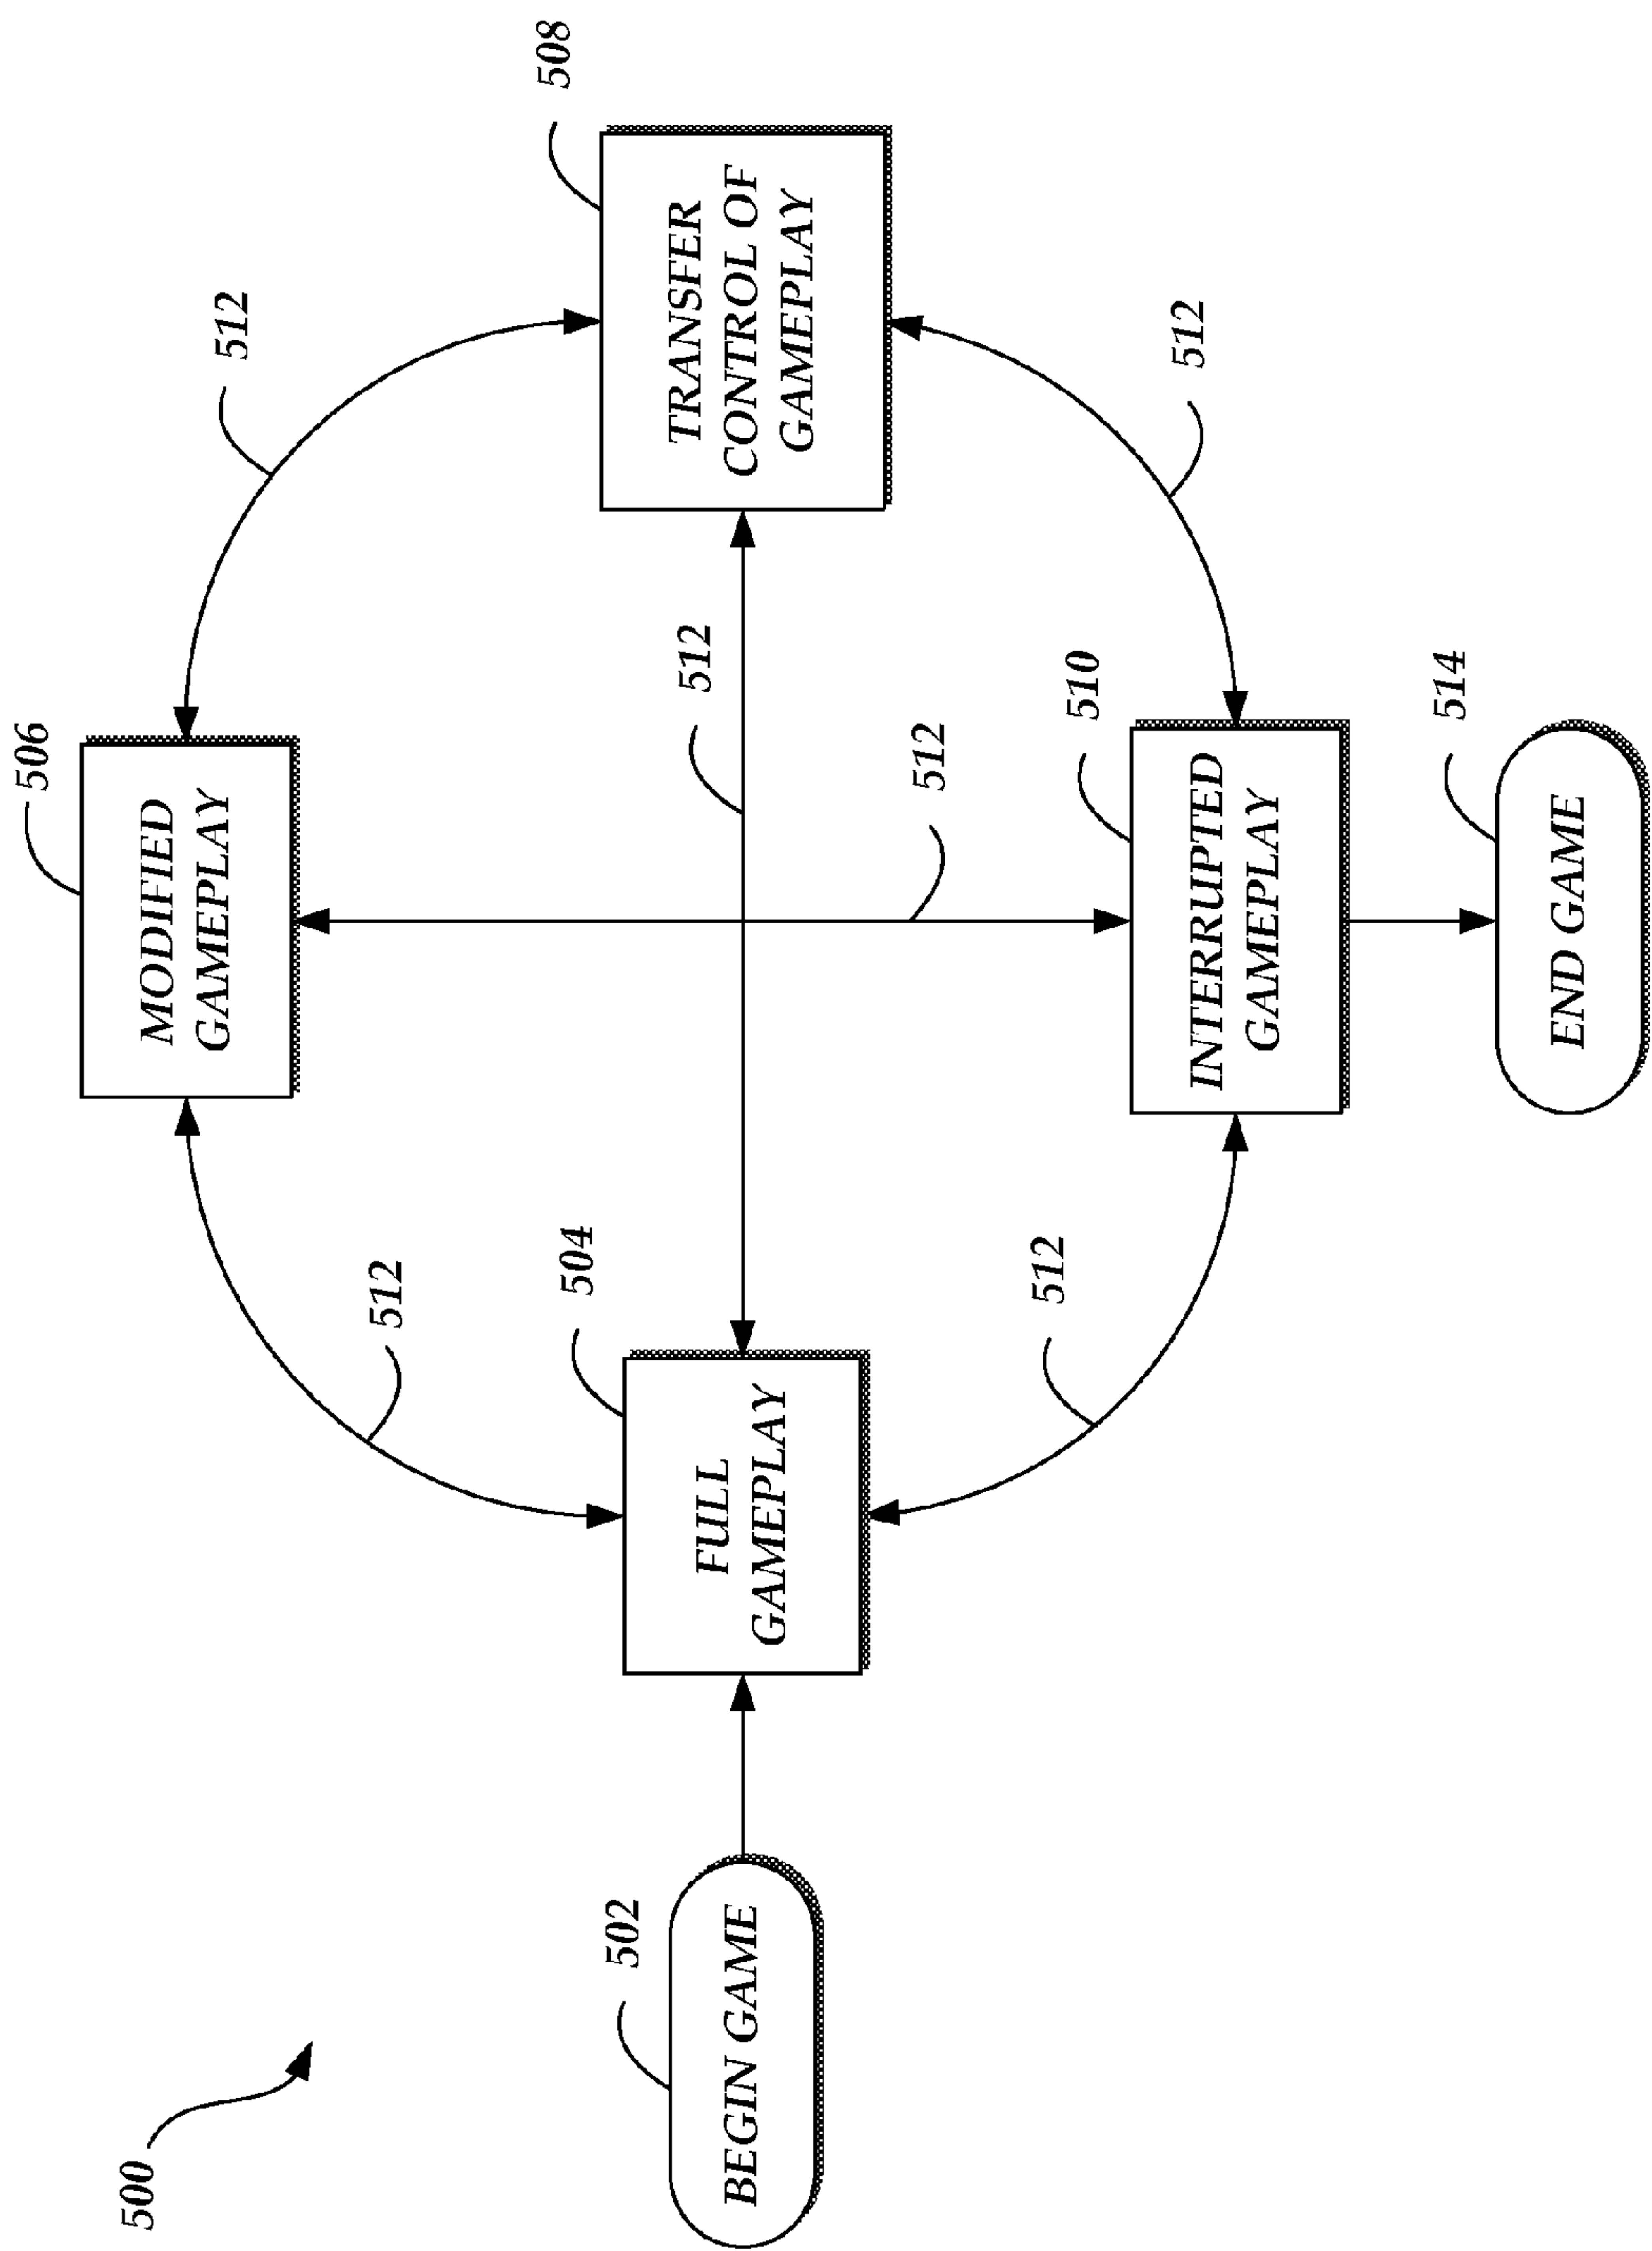 500
502
BEGIN GAME
504
FULL
GAMEPLAY
506
MODIFIED
GAMEPLAY
508
TRANSFER
CONTROL OF
GAMEPLAY
510
INTERRUPTED
GAMEPLAY
512
512
512
512
512
512
514
END GAME